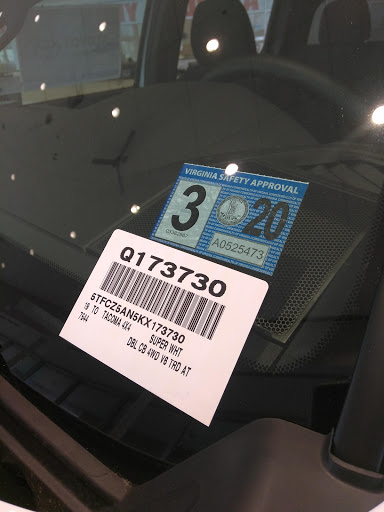 VIRGINIA SAFETY APPROVAL
3
20
A0525473
Q173730
5TFCZ5AN5KX173730
19 TO TACOMA 4X4
SUPER WHT
7544
DBL CB 4WD V6 TRD AT